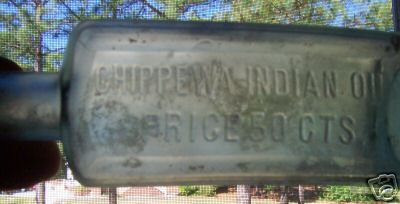 CHIPPEWA INDIAN OIL
PRICE 50 CTS